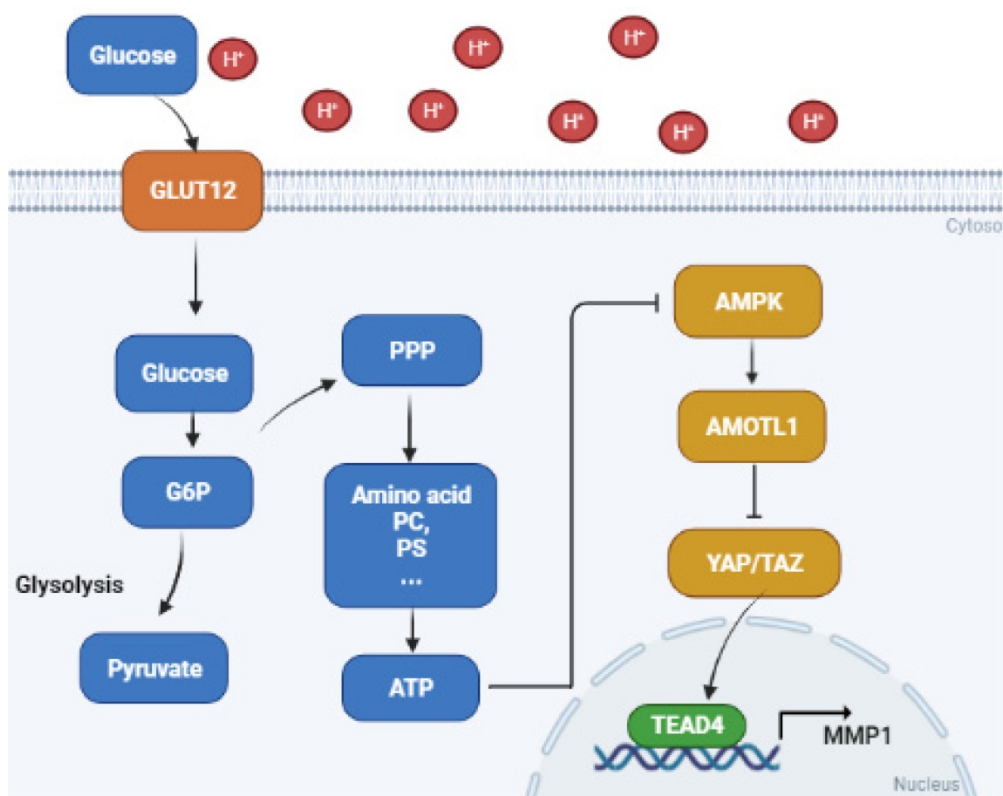 Glucose
H⁺
H⁺
H⁺
H⁺
H⁺
H⁺
H⁺
H⁺
GLUT12
Cytoso
AMPK
PPP
Glucose
AMOTL1
G6P
Amino acid
PC,
PS
...
YAP/TAZ
Glysolysis
Pyruvate
ATP
TEAD4
MMP1
Nucleus